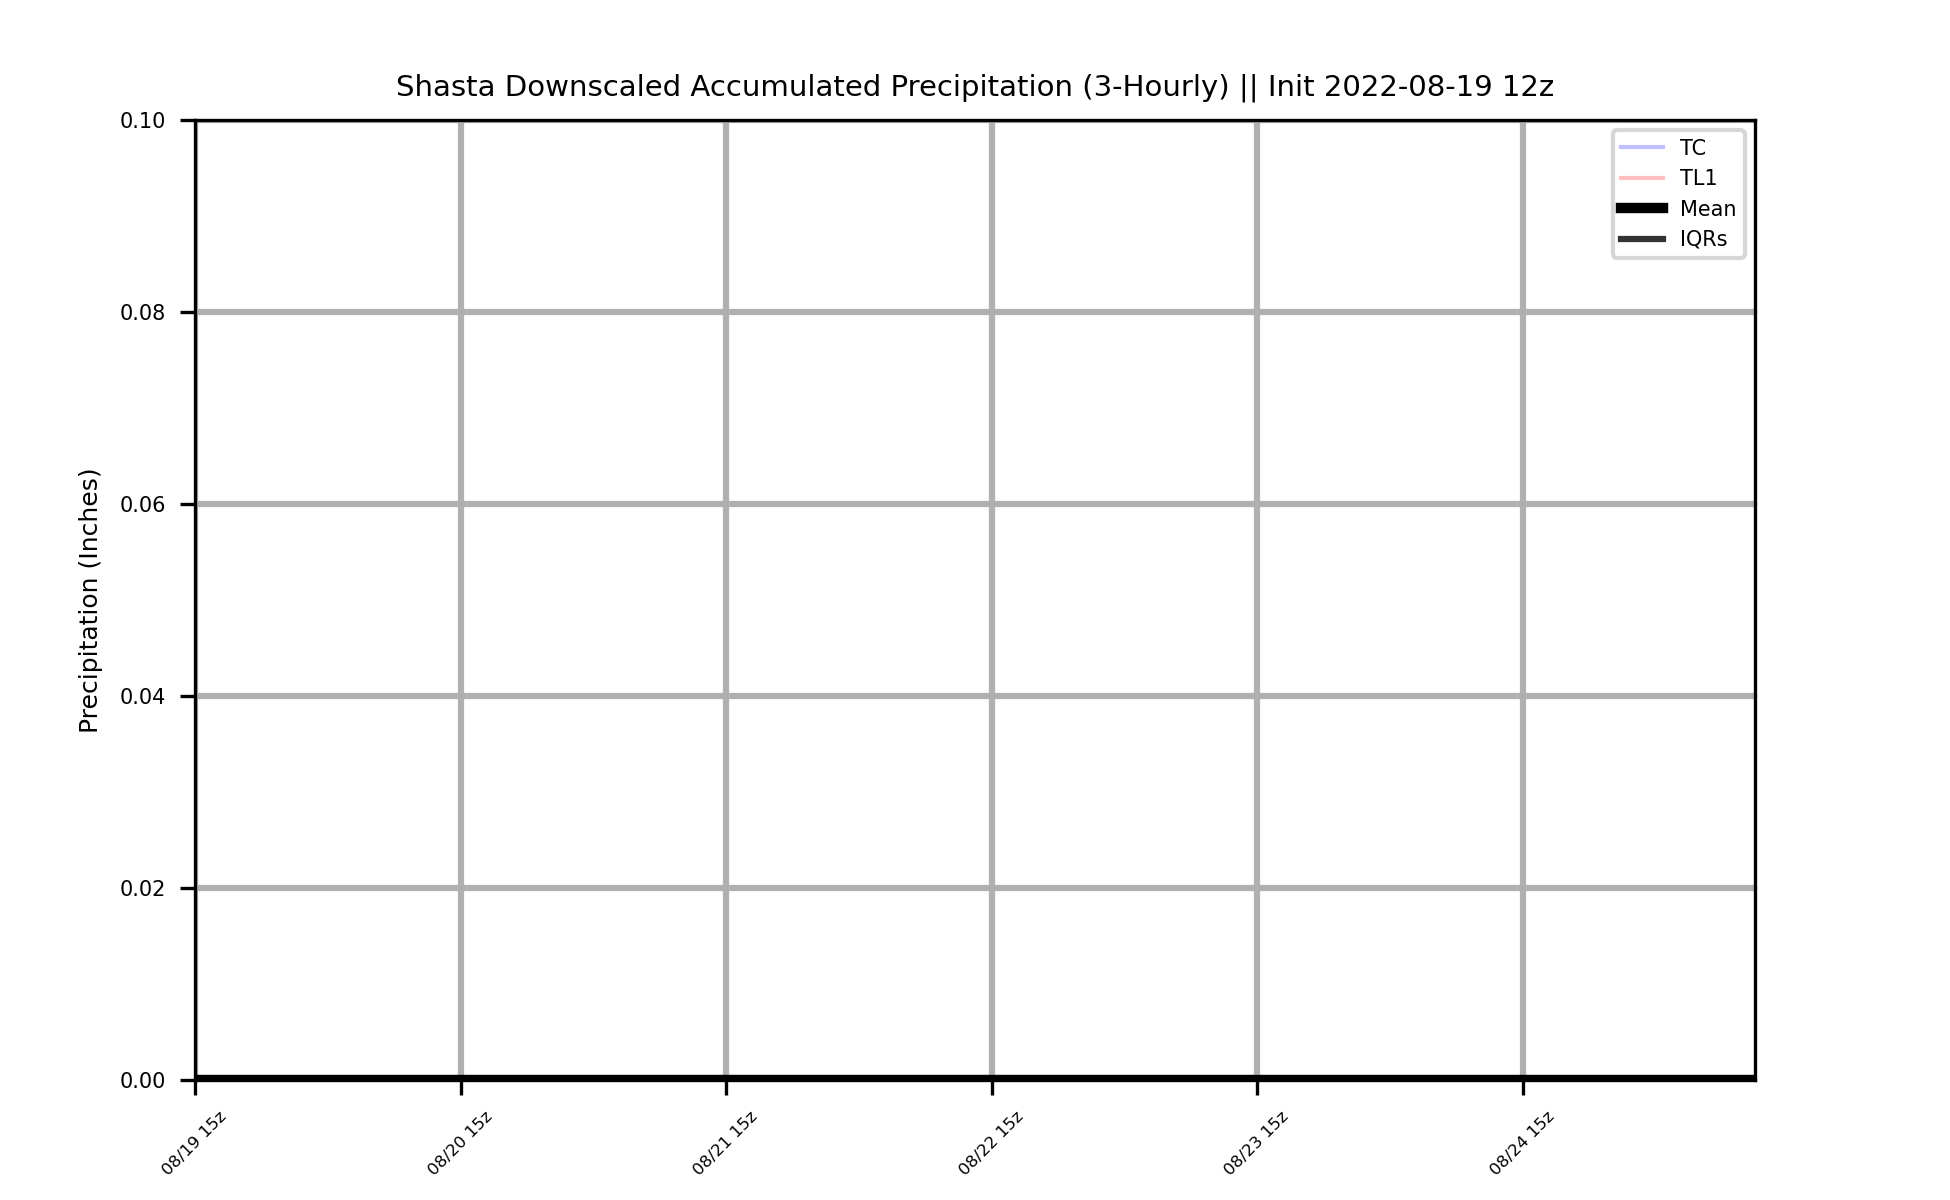 Shasta Downscaled Accumulated Precipitation (3-Hourly) || Init 2022-08-19 12z
0.10
0.08
0.06
0.04
0.02
0.00
Precipitation (Inches)
TC
TL1
Mean
IQRs
08/19 15z
08/20 15z
08/21 15z
08/22 15z
08/23 15z
08/24 15z